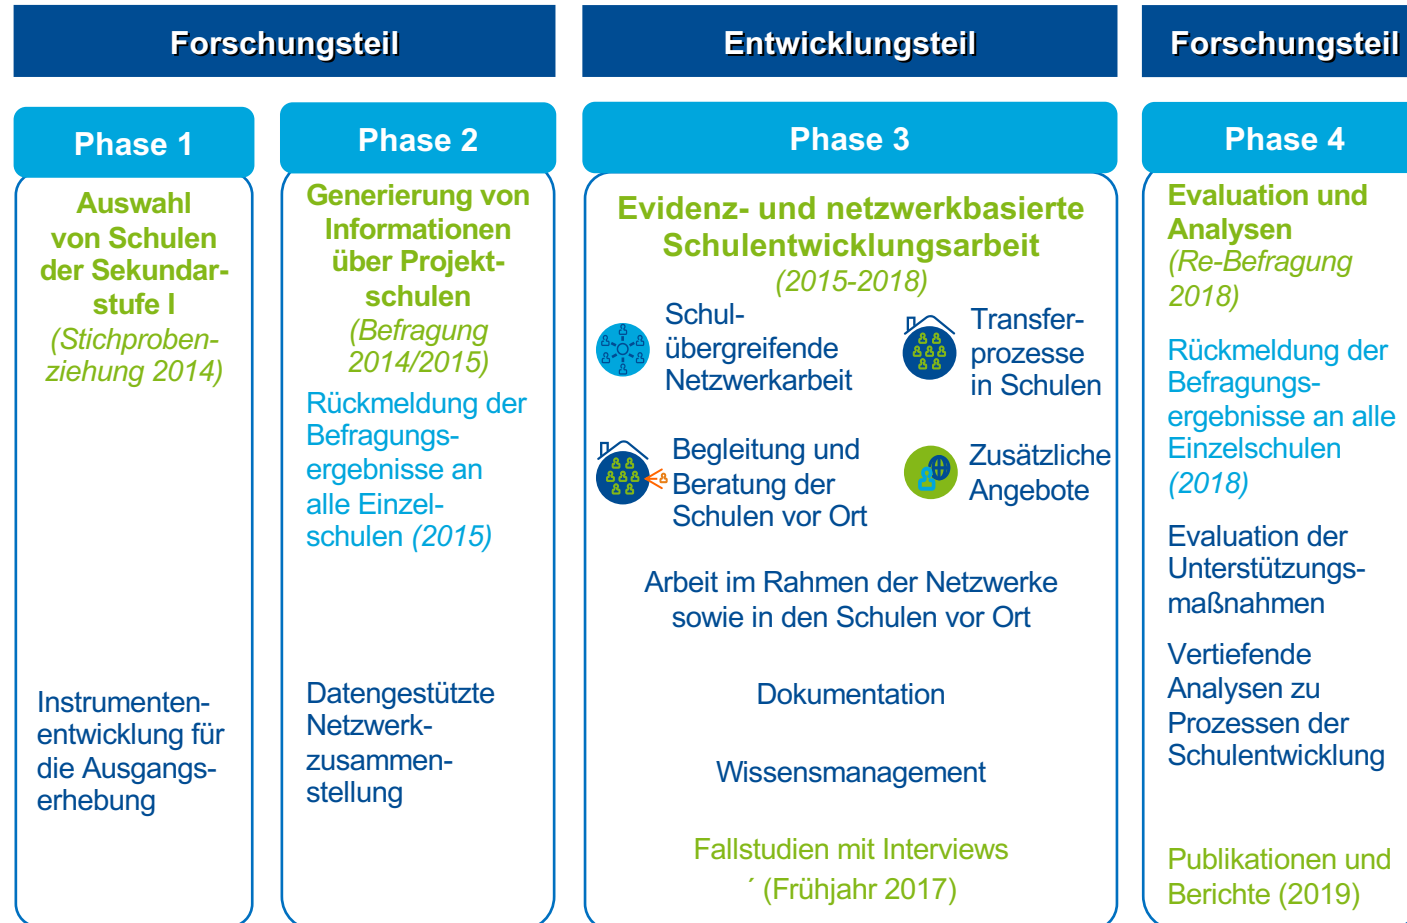 Forschungsteil
Entwicklungsteil
Forschungsteil
Phase 1
Auswahl
von Schulen
der Sekundar-
stufe I
(Stichproben-
ziehung 2014)
Instrumenten-
entwicklung für
die Ausgangs-
erhebung
Phase 2
Generierung von
Informationen
über Projekt-
schulen
(Befragung
2014/2015)
Rückmeldung der
Befragungs-
ergebnisse an
alle Einzel-
schulen (2015)
Datengestützte
Netzwerk-
zusammen-
stellung
Phase 3
Evidenz- und netzwerkbasierte
Schulentwicklungsarbeit
(2015-2018)
Schul-
übergreifende
Netzwerkarbeit
Transfer-
prozesse
in Schulen
Begleitung und
Beratung der
Schulen vor Ort
Zusätzliche
Angebote
Arbeit im Rahmen der Netzwerke
sowie in den Schulen vor Ort
Dokumentation
Wissensmanagement
Fallstudien mit Interviews
´ (Frühjahr 2017)
Phase 4
Evaluation und
Analysen
(Re-Befragung
2018)
Rückmeldung der
Befragungs-
ergebnisse an alle
Einzelschulen
(2018)
Evaluation der
Unterstützungs-
maßnahmen
Vertiefende
Analysen zu
Prozessen der
Schulentwicklung
Publikationen und
Berichte (2019)